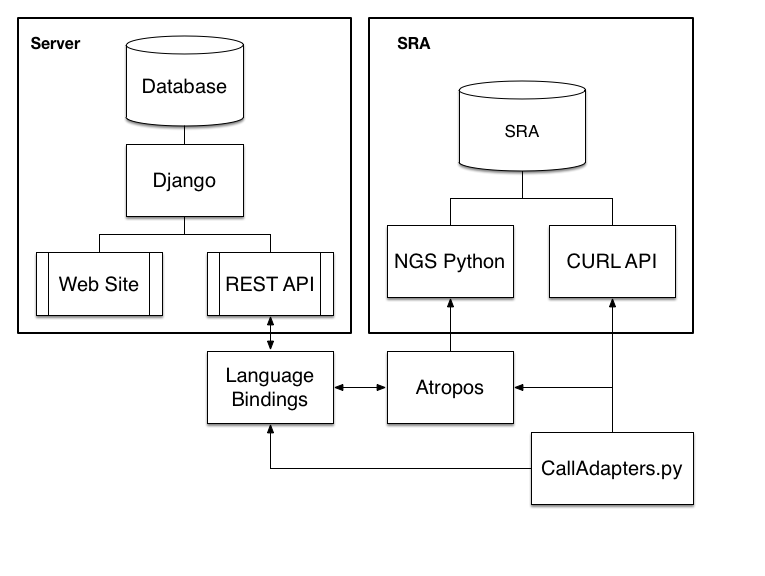 Server
Database
Django
Web Site
REST API
SRA
SRA
NGS Python
CURL API
Language
Bindings
Atropos
CallAdapters.py